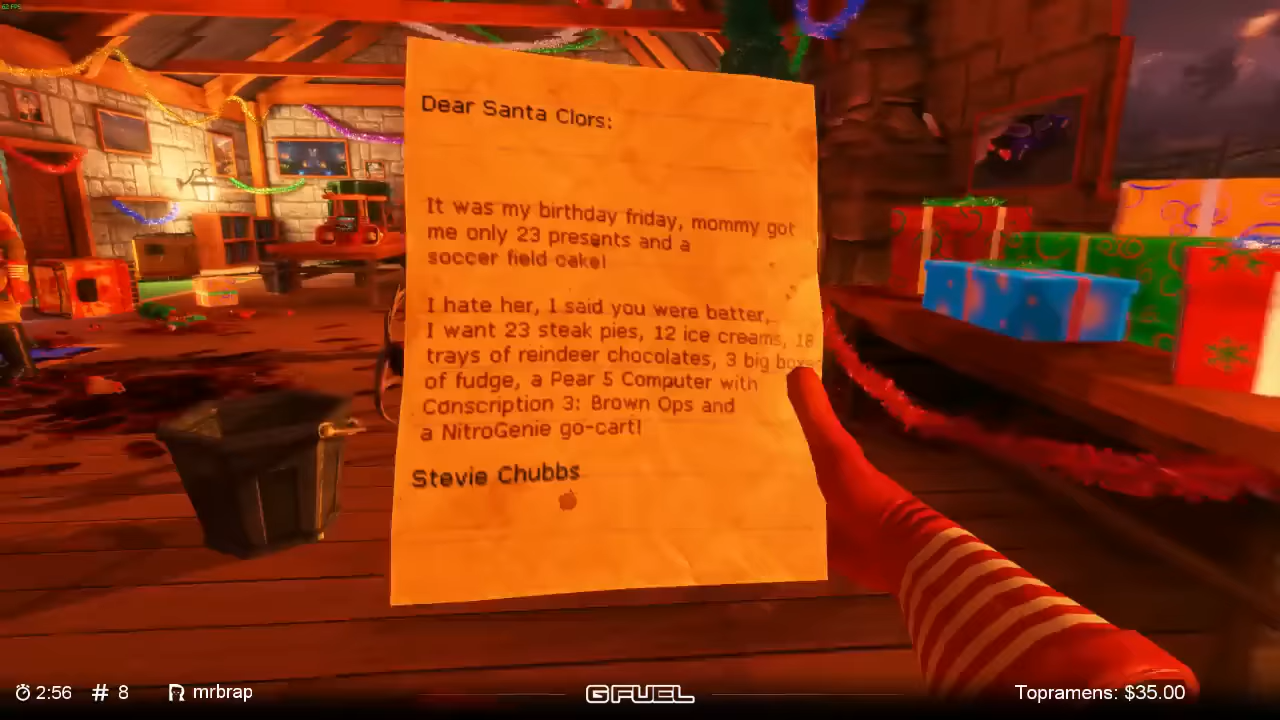 62 FPS
Dear Santa Clors:
It was my birthday friday, mommy got
me only 23 presents and a
soccer field cake!
I hate her, I said you were better,
I want 23 steak pies, 12 ice creams, 18
trays of reindeer chocolates, 3 big boxes
of fudge, a Pear 5 Computer with
Conscription 3: Brown Ops and
a NitroGenie go-cart!
Stevie Chubbs
2:56 # 8 mrbrap
G FUEL
Topramens: $35.00